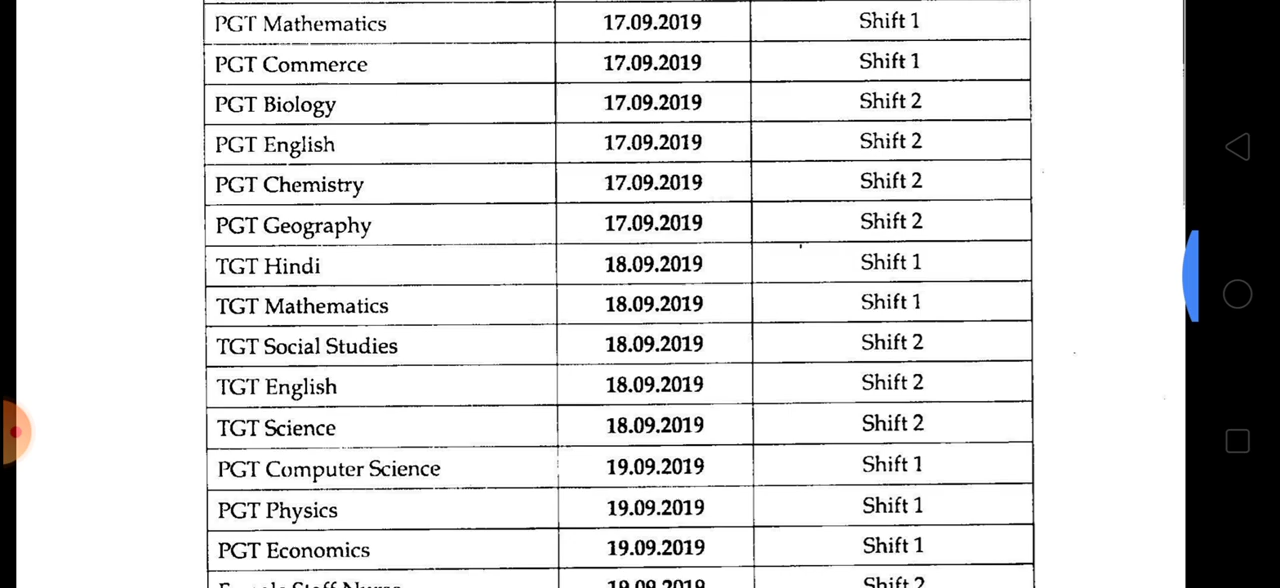 PGT Mathematics 17.09.2019 Shift 1
PGT Commerce 17.09.2019 Shift 1
PGT Biology 17.09.2019 Shift 2
PGT English 17.09.2019 Shift 2
PGT Chemistry 17.09.2019 Shift 2
PGT Geography 17.09.2019 Shift 2
TGT Hindi 18.09.2019 Shift 1
TGT Mathematics 18.09.2019 Shift 1
TGT Social Studies 18.09.2019 Shift 2
TGT English 18.09.2019 Shift 2
TGT Science 18.09.2019 Shift 2
PGT Computer Science 19.09.2019 Shift 1
PGT Physics 19.09.2019 Shift 1
PGT Economics 19.09.2019 Shift 1
Female Staff Nurse 19.09.2019 Shift 2